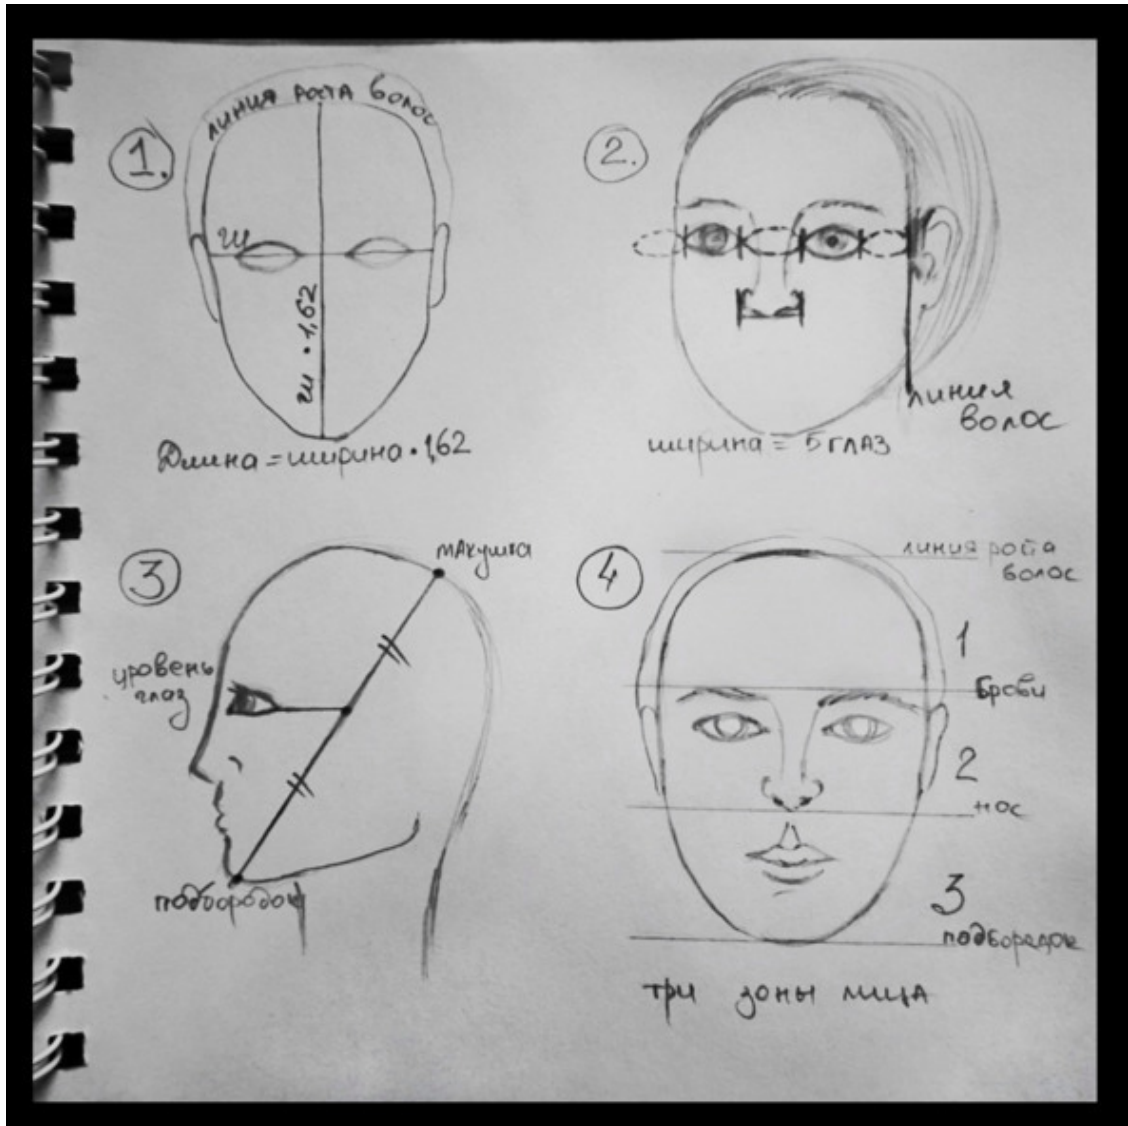 1.
ЛИНИЯ РОСТА ВОЛОС
ш
ш · 1,62
Длина = ширина · 1,62
2.
линия
волос
ширина = 5 ГЛАЗ
3
макушка
уровень
глаз
подбородок
4
линия роста
волос
1
Брови
2
нос
3
подбородок
три зоны лица